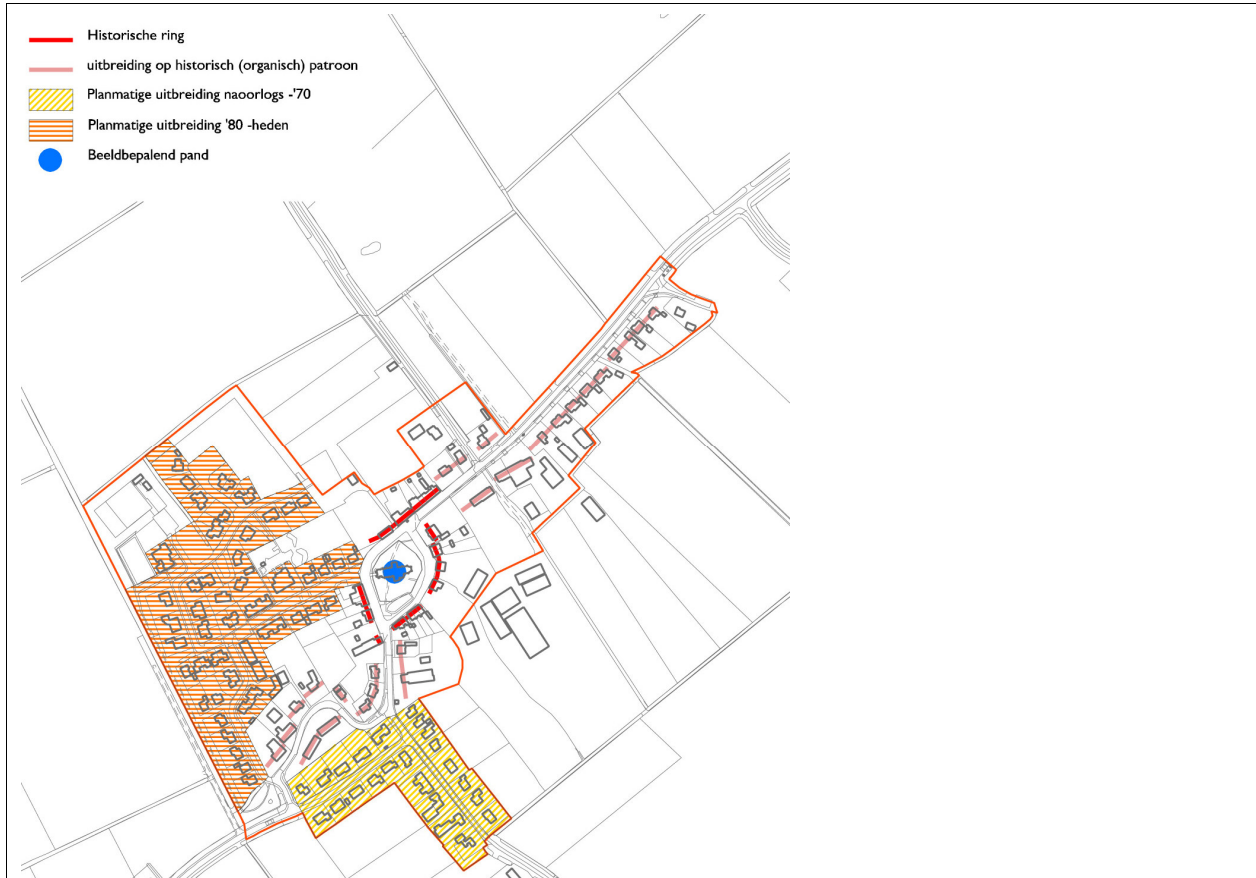 Historische ring
uitbreiding op historisch (organisch) patroon
Planmatige uitbreiding naoorlogs -'70
Planmatige uitbreiding '80 -heden
Beeldbepalend pand